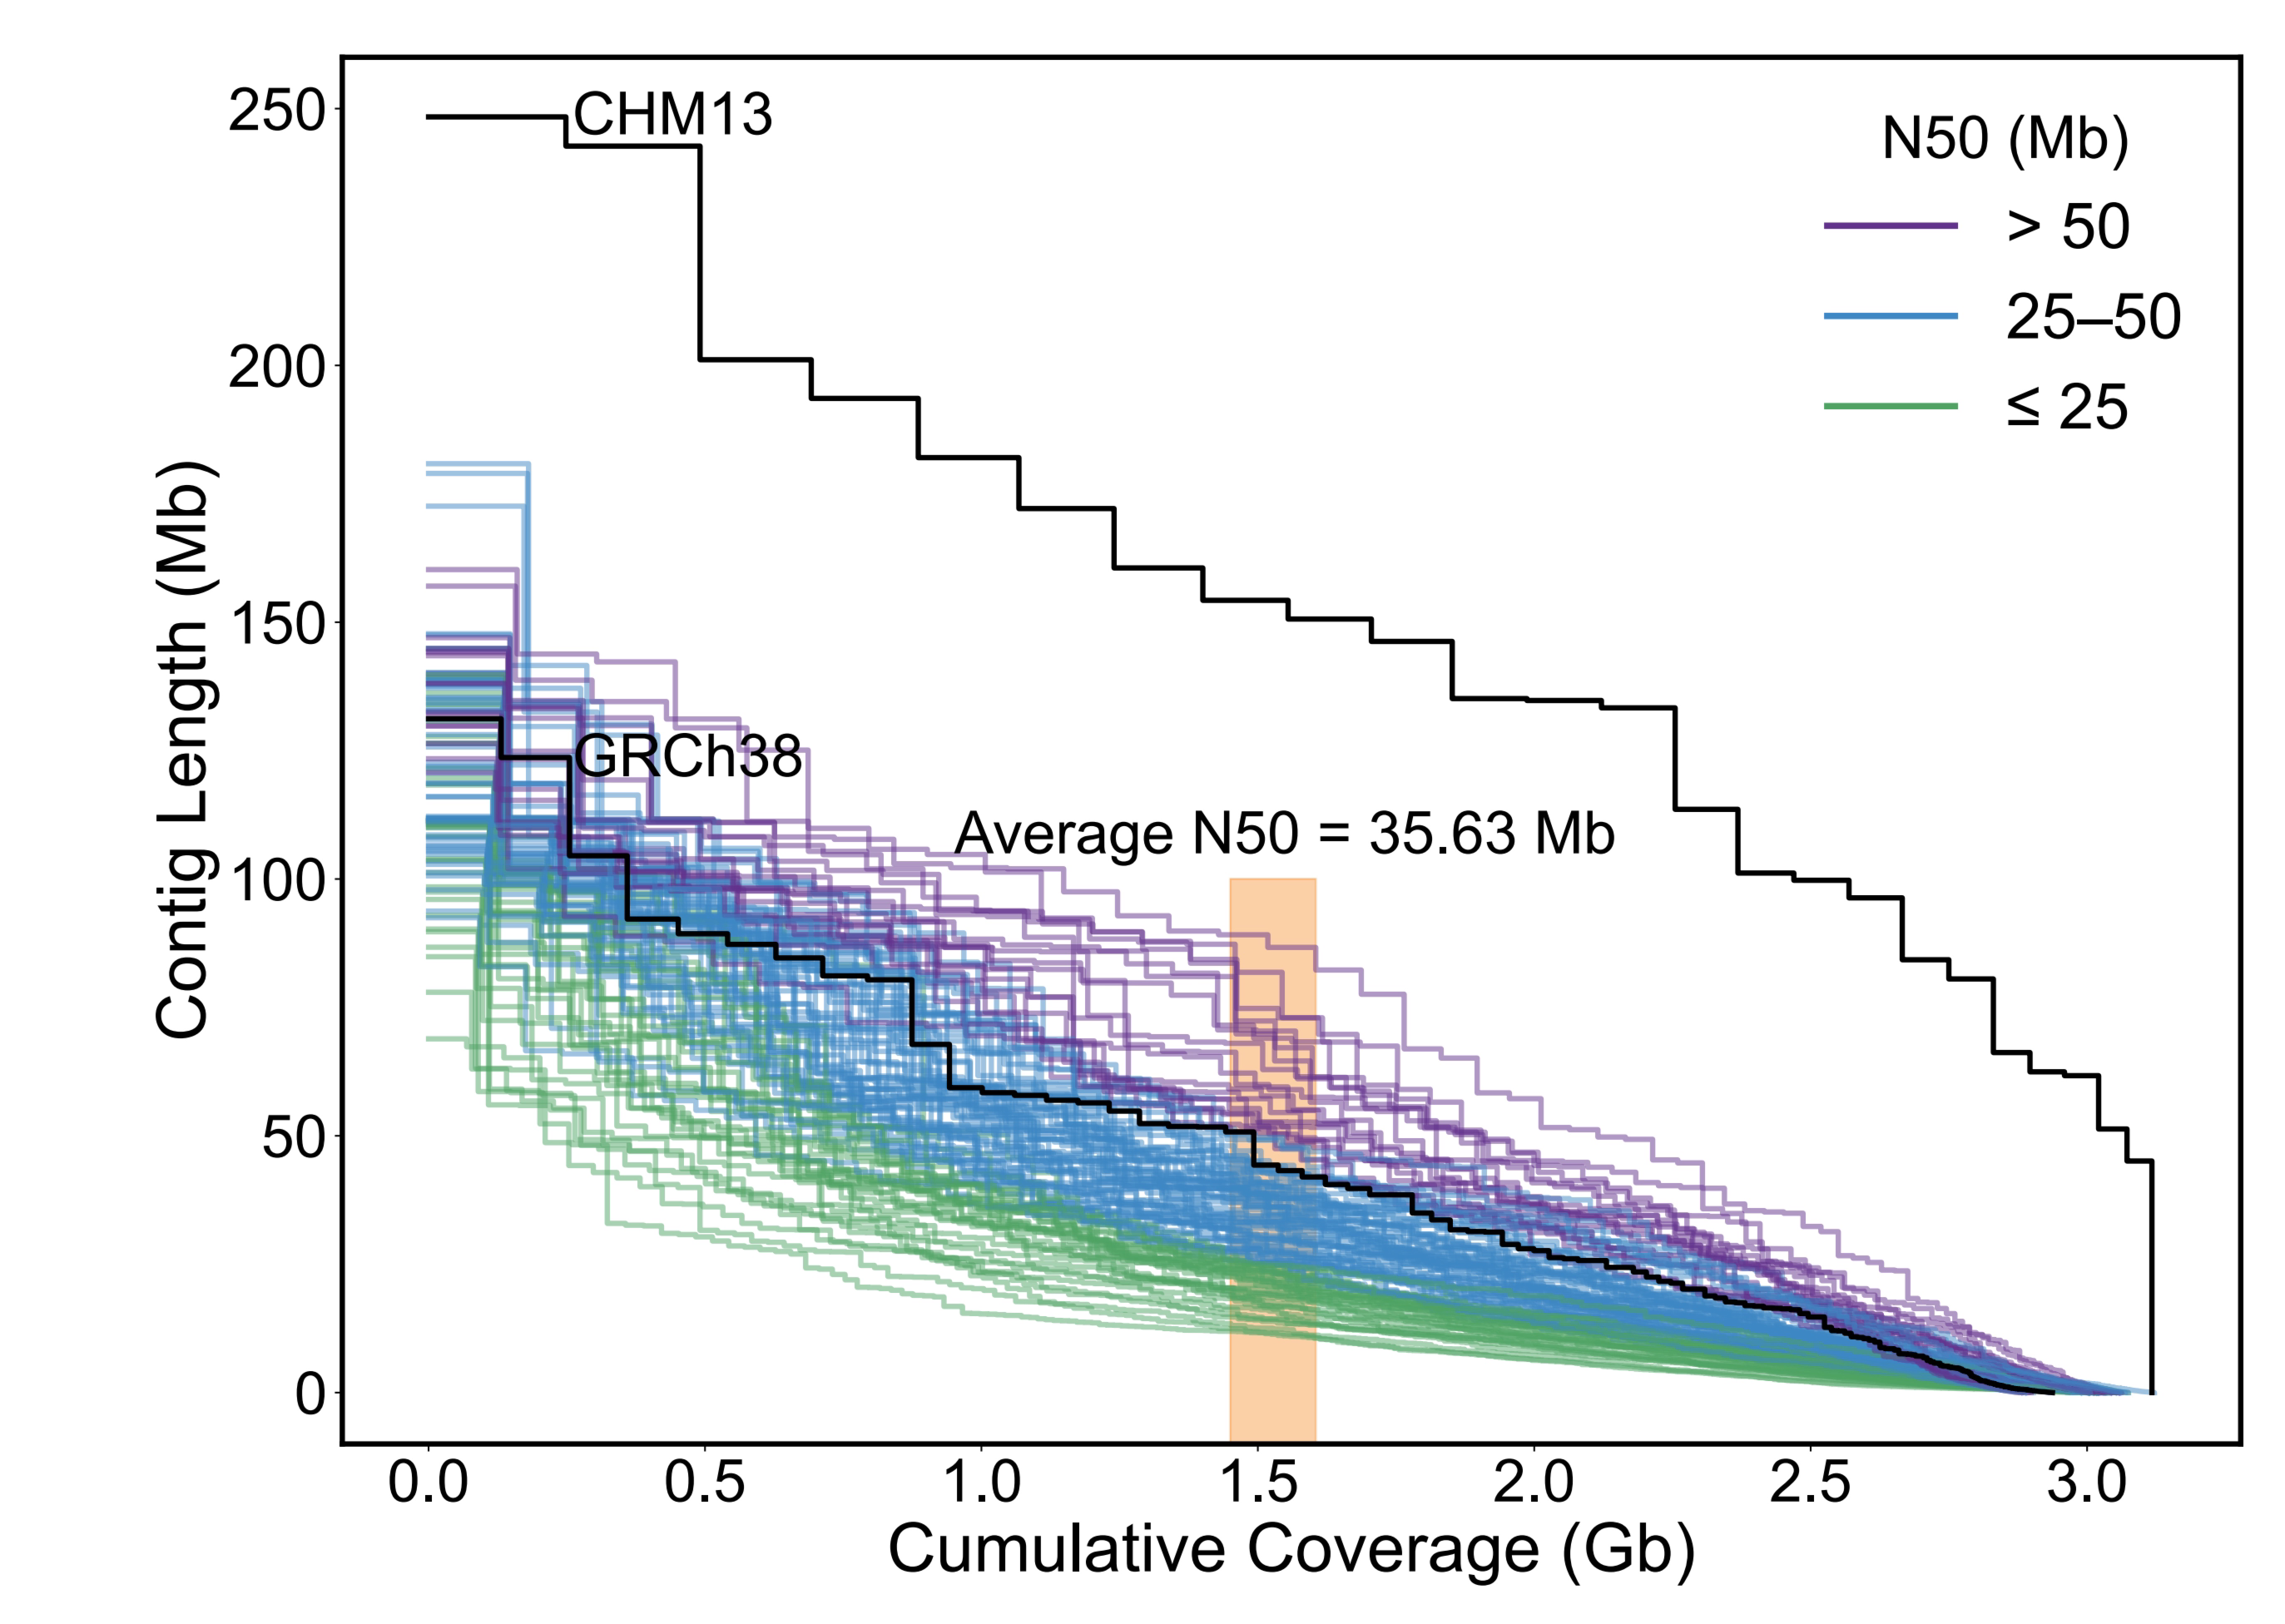 CHM13
GRCh38
Average N50 = 35.63 Mb
N50 (Mb)
> 50
25–50
≤ 25
Contig Length (Mb)
250
200
150
100
50
0
0.0 0.5 1.0 1.5 2.0 2.5 3.0
Cumulative Coverage (Gb)